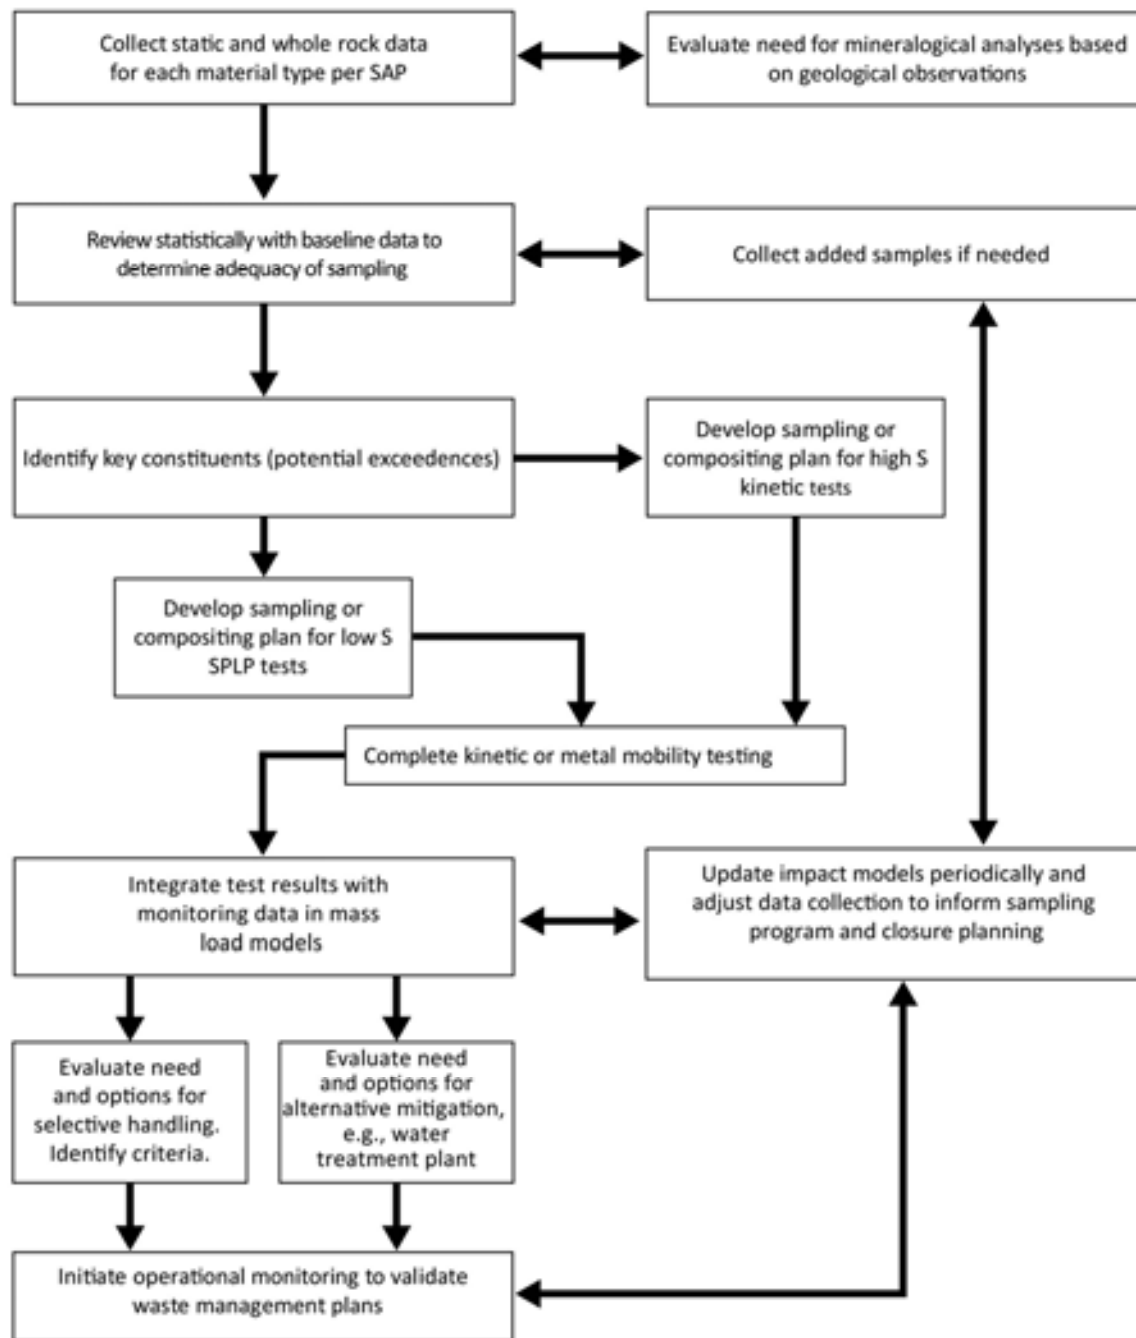 Collect static and whole rock data
for each material type per SAP
Evaluate need for mineralogical analyses based
on geological observations
Review statistically with baseline data to
determine adequacy of sampling
Collect added samples if needed
Identify key constituents (potential exceedences)
Develop sampling or
compositing plan for high S
kinetic tests
Develop sampling or
compositing plan for low S
SPLP tests
Complete kinetic or metal mobility testing
Integrate test results with
monitoring data in mass
load models
Update impact models periodically and
adjust data collection to inform sampling
program and closure planning
Evaluate need
and options for
selective handling.
Identify criteria.
Evaluate need
and options for
alternative mitigation,
e.g., water
treatment plant
Initiate operational monitoring to validate
waste management plans